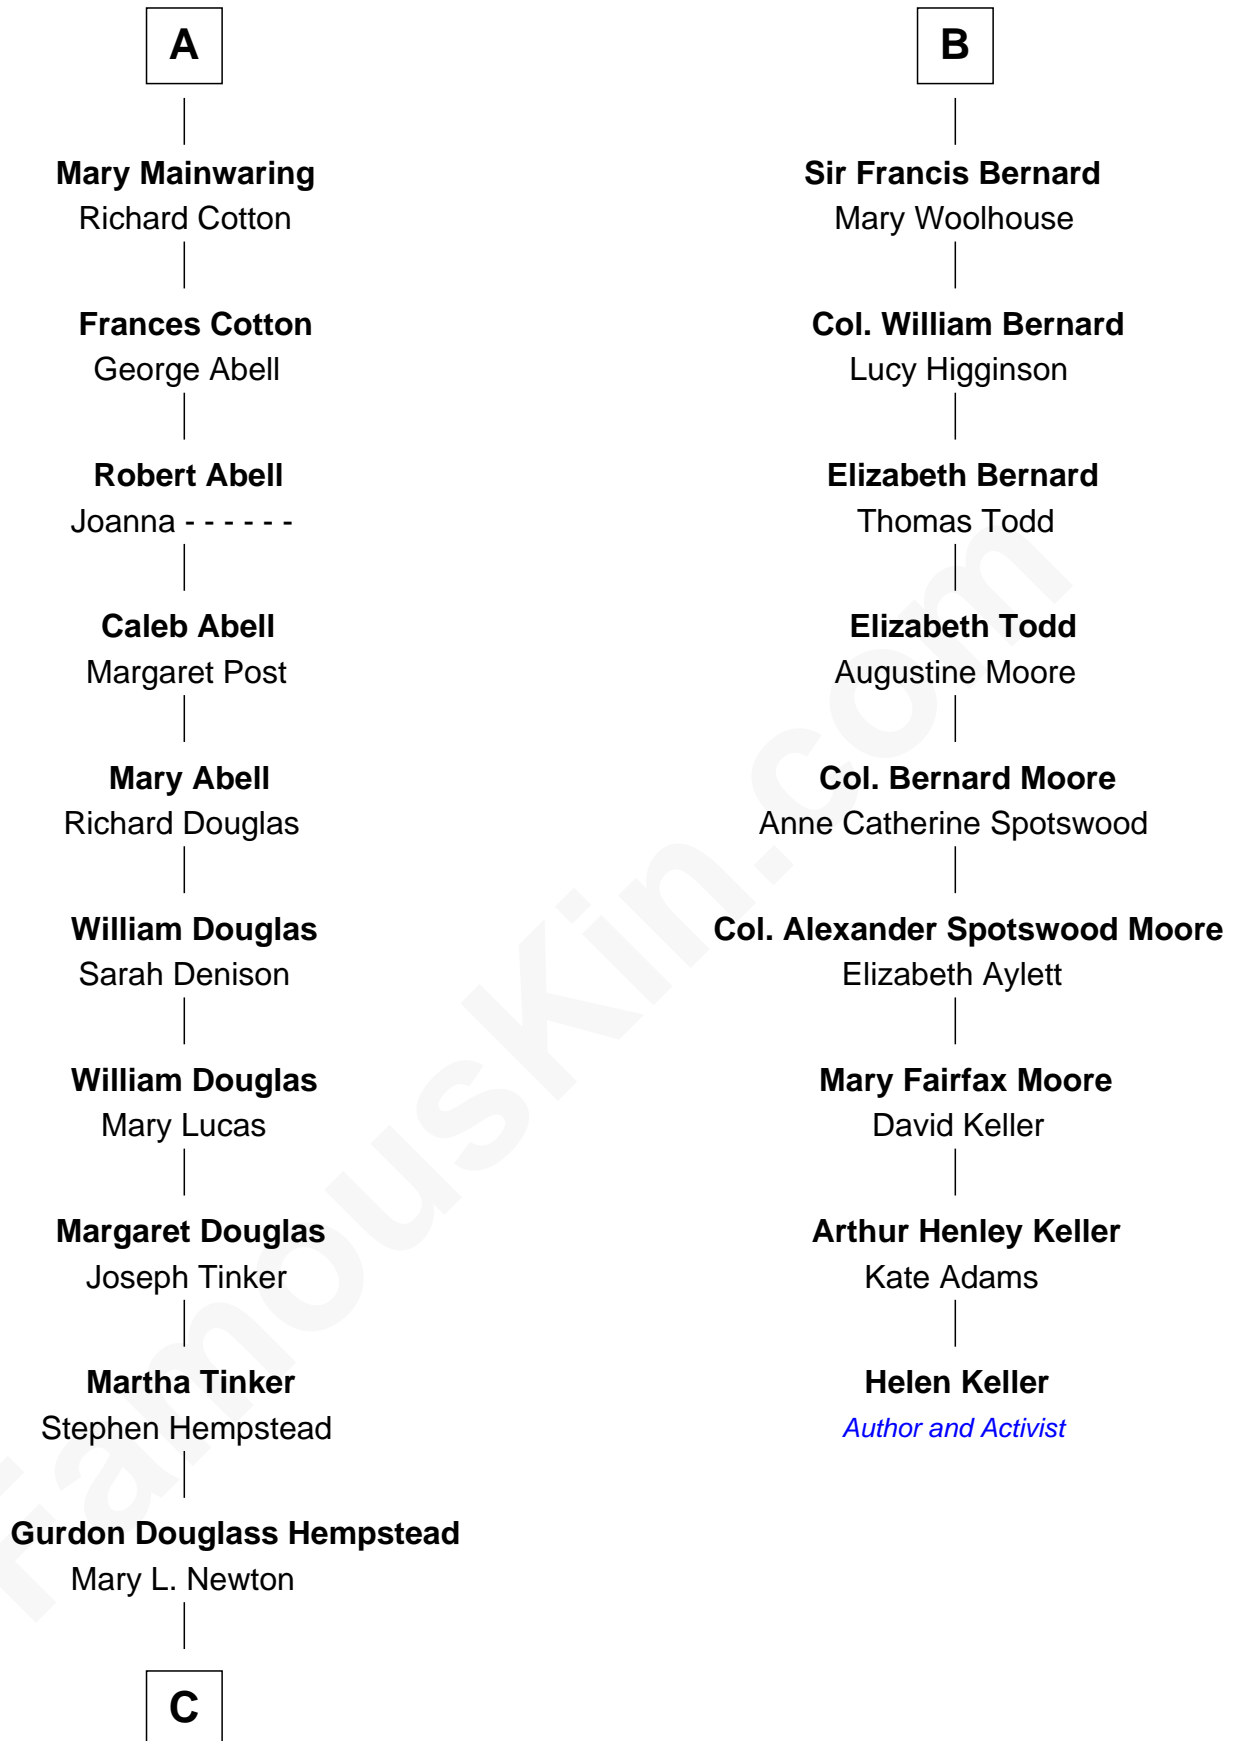 A
Mary Mainwaring
Richard Cotton
Frances Cotton
George Abell
Robert Abell
Joanna - - - - - -
Caleb Abell
Margaret Post
Mary Abell
Richard Douglas
William Douglas
Sarah Denison
William Douglas
Mary Lucas
Margaret Douglas
Joseph Tinker
Martha Tinker
Stephen Hempstead
Gurdon Douglass Hempstead
Mary L. Newton
C
B
Sir Francis Bernard
Mary Woolhouse
Col. William Bernard
Lucy Higginson
Elizabeth Bernard
Thomas Todd
Elizabeth Todd
Augustine Moore
Col. Bernard Moore
Anne Catherine Spotswood
Col. Alexander Spotswood Moore
Elizabeth Aylett
Mary Fairfax Moore
David Keller
Arthur Henley Keller
Kate Adams
Helen Keller
Author and Activist
FamousKin.com